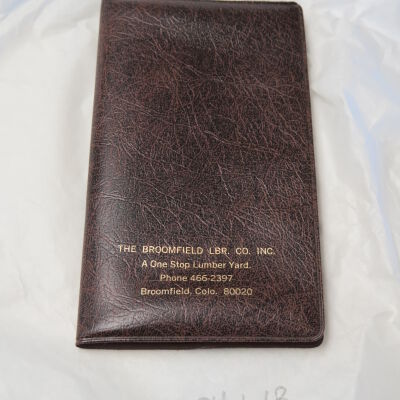 THE BROOMFIELD LBR. CO. INC.
A One Stop Lumber Yard.
Phone 466-2397
Broomfield, Colo. 80020